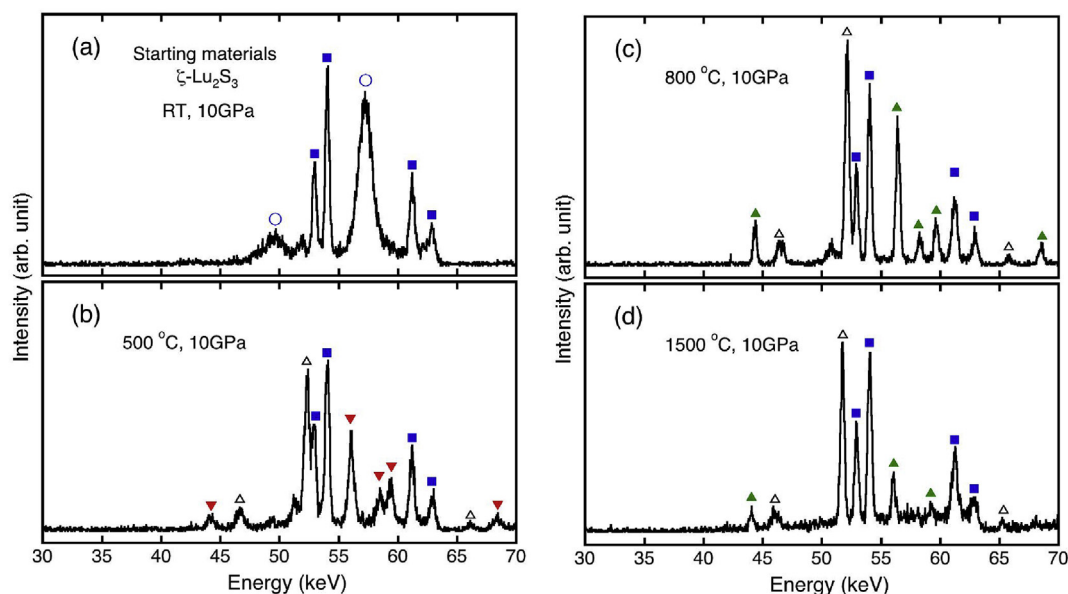 (a)
Starting materials
ζ-Lu₂S₃
RT, 10GPa
(b)
500 °C, 10GPa
Intensity (arb. unit)
30 35 40 45 50 55 60 65 70
Energy (keV)
(c)
800 °C, 10GPa
(d)
1500 °C, 10GPa
Intensity (arb. unit)
30 35 40 45 50 55 60 65 70
Energy (keV)